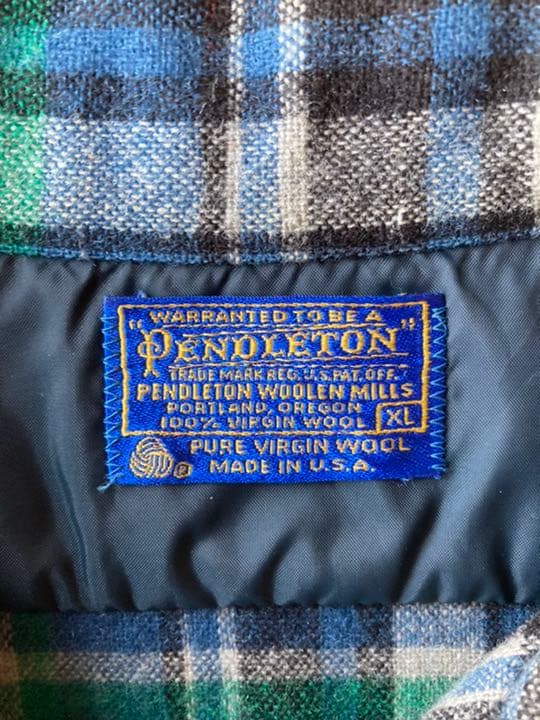 WARRANTED TO BE A
"PENDLETON"
TRADE MARK REG. U.S. PAT. OFF.
PENDLETON WOOLEN MILLS
PORTLAND, OREGON
100% VIRGIN WOOL XL
PURE VIRGIN WOOL
® MADE IN U.S.A.